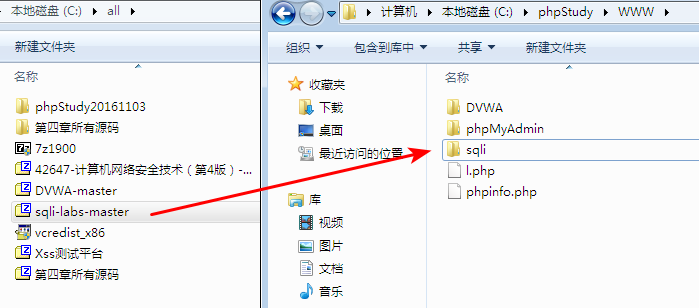 本地磁盘 (C:) ▸ all ▸
新建文件夹
名称
phpStudy20161103
第四章所有源码
7z1900
42647-计算机网络安全技术（第4版）-...
DVWA-master
sqli-labs-master
vcredist_x86
Xss测试平台
第四章所有源码
计算机 ▸ 本地磁盘 (C:) ▸ phpStudy ▸ WWW ▸
组织 包含到库中 共享 新建文件夹
收藏夹
下载
桌面
最近访问的位置
库
视频
图片
文档
音乐
名称
DVWA
phpMyAdmin
sqli
l.php
phpinfo.php